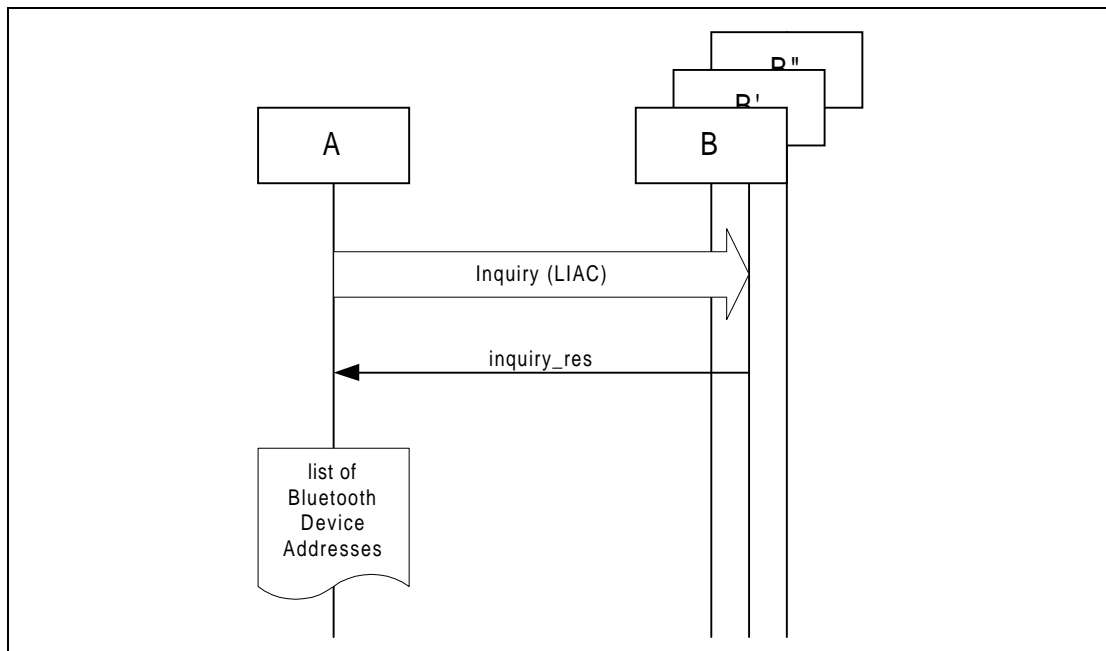 B"
B'
A
B
Inquiry (LIAC)
inquiry_res
list of
Bluetooth
Device
Addresses